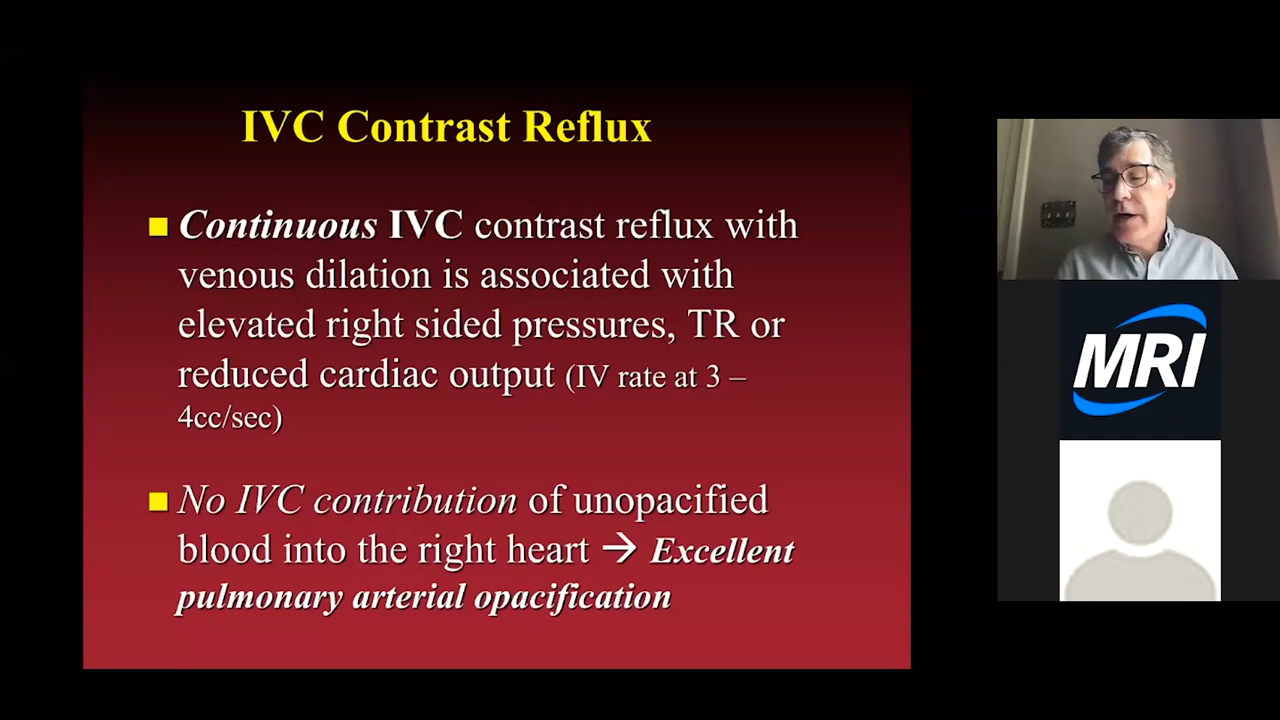 IVC Contrast Reflux
Continuous IVC contrast reflux with
venous dilation is associated with
elevated right sided pressures, TR or
reduced cardiac output (IV rate at 3 –
4cc/sec)
No IVC contribution of unopacified
blood into the right heart → Excellent
pulmonary arterial opacification
MRI